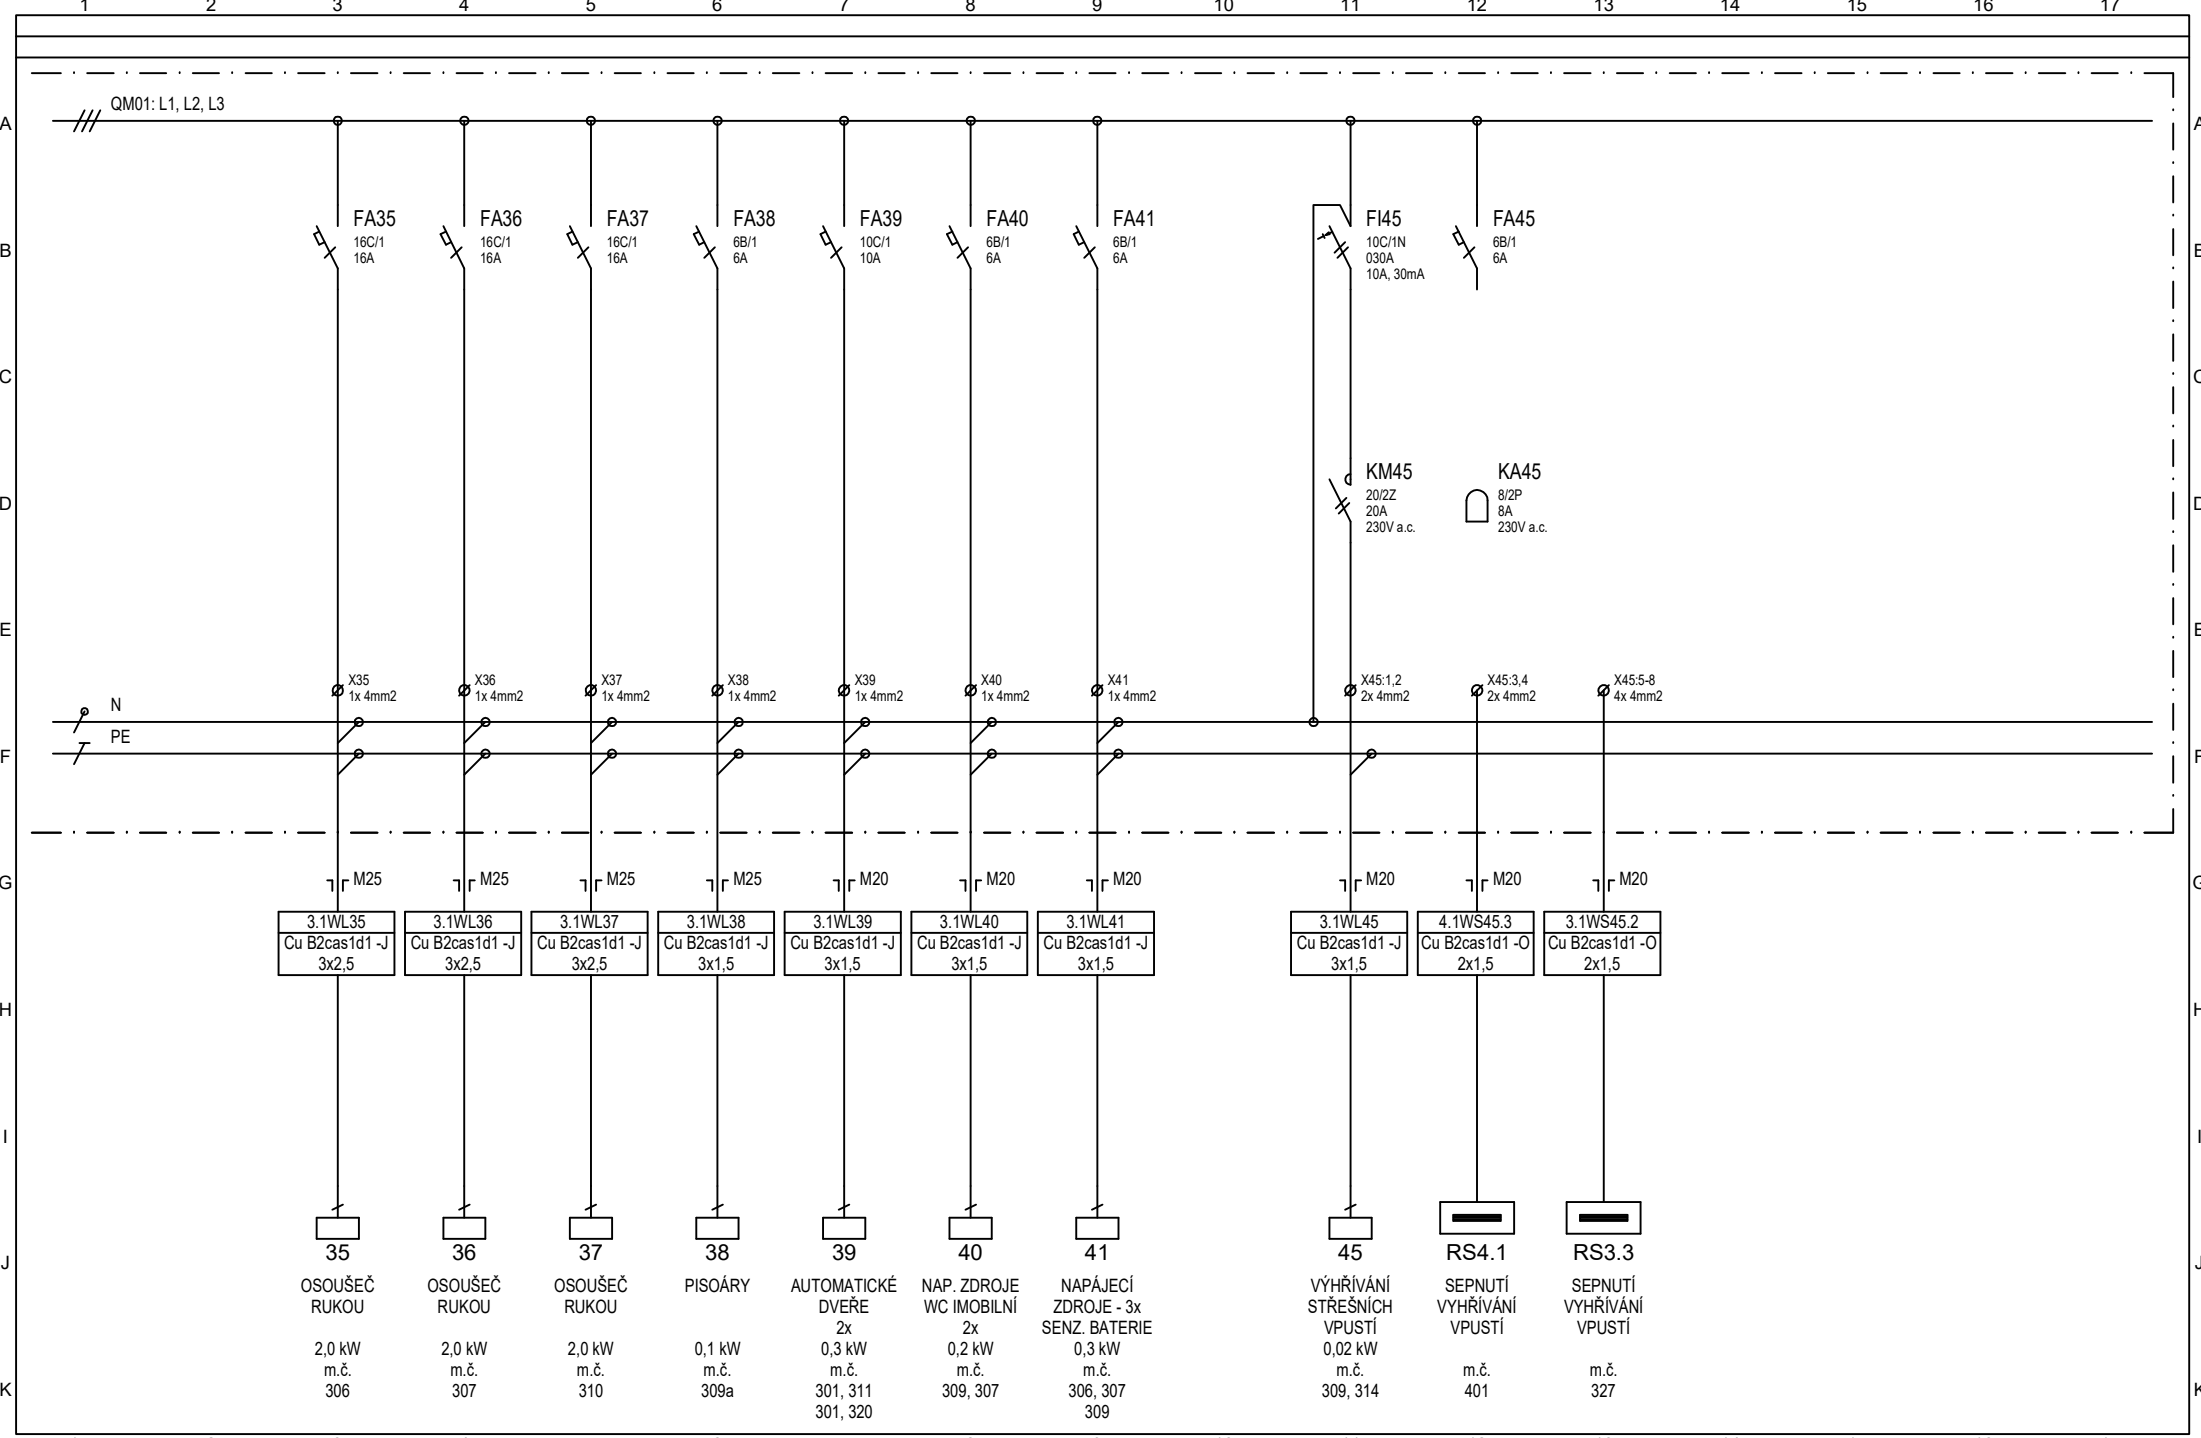 1 2 3 4 5 6 7 8 9 10 11 12 13 14 15 16 17
QM01: L1, L2, L3
A A
FA35
16C/1
16A
FA36
16C/1
16A
FA37
16C/1
16A
FA38
6B/1
6A
FA39
10C/1
10A
FA40
6B/1
6A
FA41
6B/1
6A
FI45
10C/1N
030A
10A, 30mA
FA45
6B/1
6A
B
C
KM45
20/2Z
20A
230V a.c.
KA45
8/2P
8A
230V a.c.
D D
E
X35
1x 4mm2
X36
1x 4mm2
X37
1x 4mm2
X38
1x 4mm2
X39
1x 4mm2
X40
1x 4mm2
X41
1x 4mm2
X45:1,2
2x 4mm2
X45:3,4
2x 4mm2
X45:5-8
4x 4mm2
N
PE
F F
G
M25 M25 M25 M25 M20 M20 M20 M20 M20 M20
3.1WL35
Cu B2cas1d1 -J
3x2,5
3.1WL36
Cu B2cas1d1 -J
3x2,5
3.1WL37
Cu B2cas1d1 -J
3x2,5
3.1WL38
Cu B2cas1d1 -J
3x1,5
3.1WL39
Cu B2cas1d1 -J
3x1,5
3.1WL40
Cu B2cas1d1 -J
3x1,5
3.1WL41
Cu B2cas1d1 -J
3x1,5
3.1WL45
Cu B2cas1d1 -J
3x1,5
4.1WS45.3
Cu B2cas1d1 -O
2x1,5
3.1WS45.2
Cu B2cas1d1 -O
2x1,5
H H
I I
J J
35
OSOUŠEČ
RUKOU
2,0 kW
m.č.
306
36
OSOUŠEČ
RUKOU
2,0 kW
m.č.
307
37
OSOUŠEČ
RUKOU
2,0 kW
m.č.
310
38
PISOÁRY
0,1 kW
m.č.
309a
39
AUTOMATICKÉ
DVEŘE
2x
0,3 kW
m.č.
301, 311
301, 320
40
NAP. ZDROJE
WC IMOBILNÍ
2x
0,2 kW
m.č.
309, 307
41
NAPÁJECÍ
ZDROJE - 3x
SENZ. BATERIE
0,3 kW
m.č.
306, 307
309
45
VÝHŘÍVÁNÍ
STŘEŠNÍCH
VPUSTÍ
0,02 kW
m.č.
309, 314
RS4.1
SEPNUTÍ
VYHŘÍVÁNÍ
VPUSTÍ
m.č.
401
RS3.3
SEPNUTÍ
VYHŘÍVÁNÍ
VPUSTÍ
m.č.
327
K K